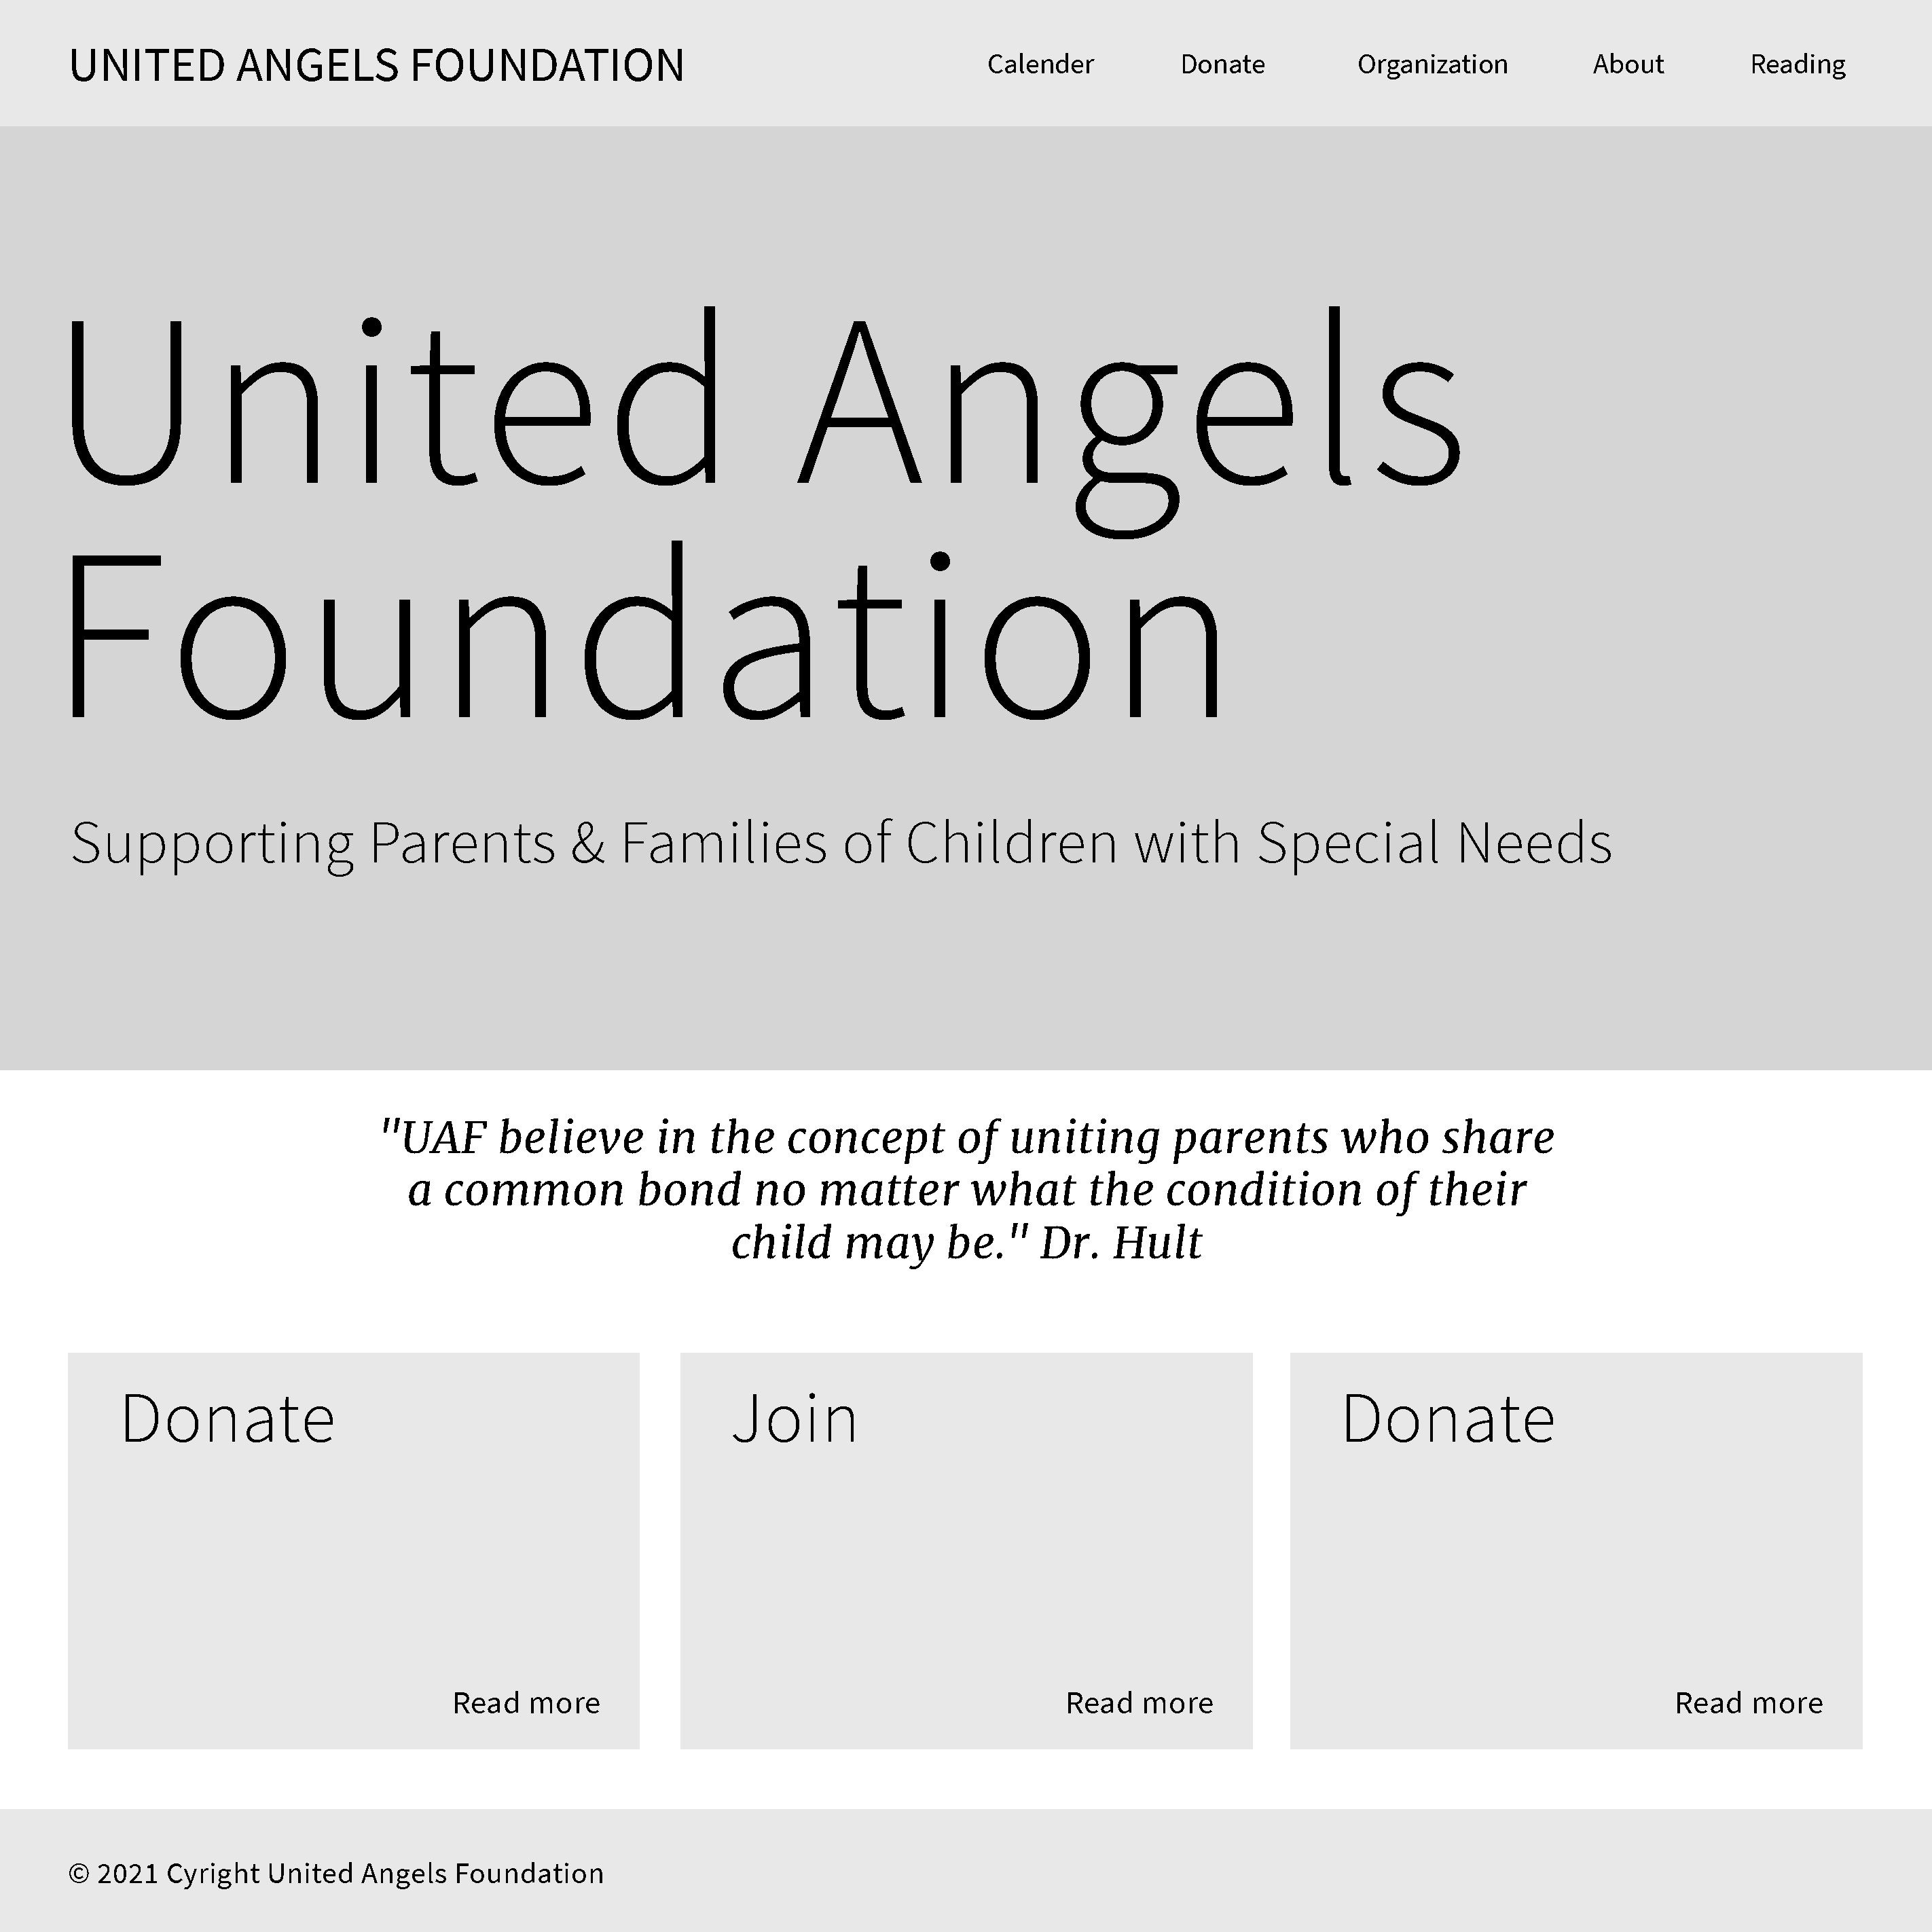 UNITED ANGELS FOUNDATION
Calender Donate Organization About Reading
United Angels
Foundation
Supporting Parents & Families of Children with Special Needs
"UAF believe in the concept of uniting parents who share
a common bond no matter what the condition of their
child may be." Dr. Hult
Donate
Join
Donate
Read more
Read more
Read more
© 2021 Cyright United Angels Foundation